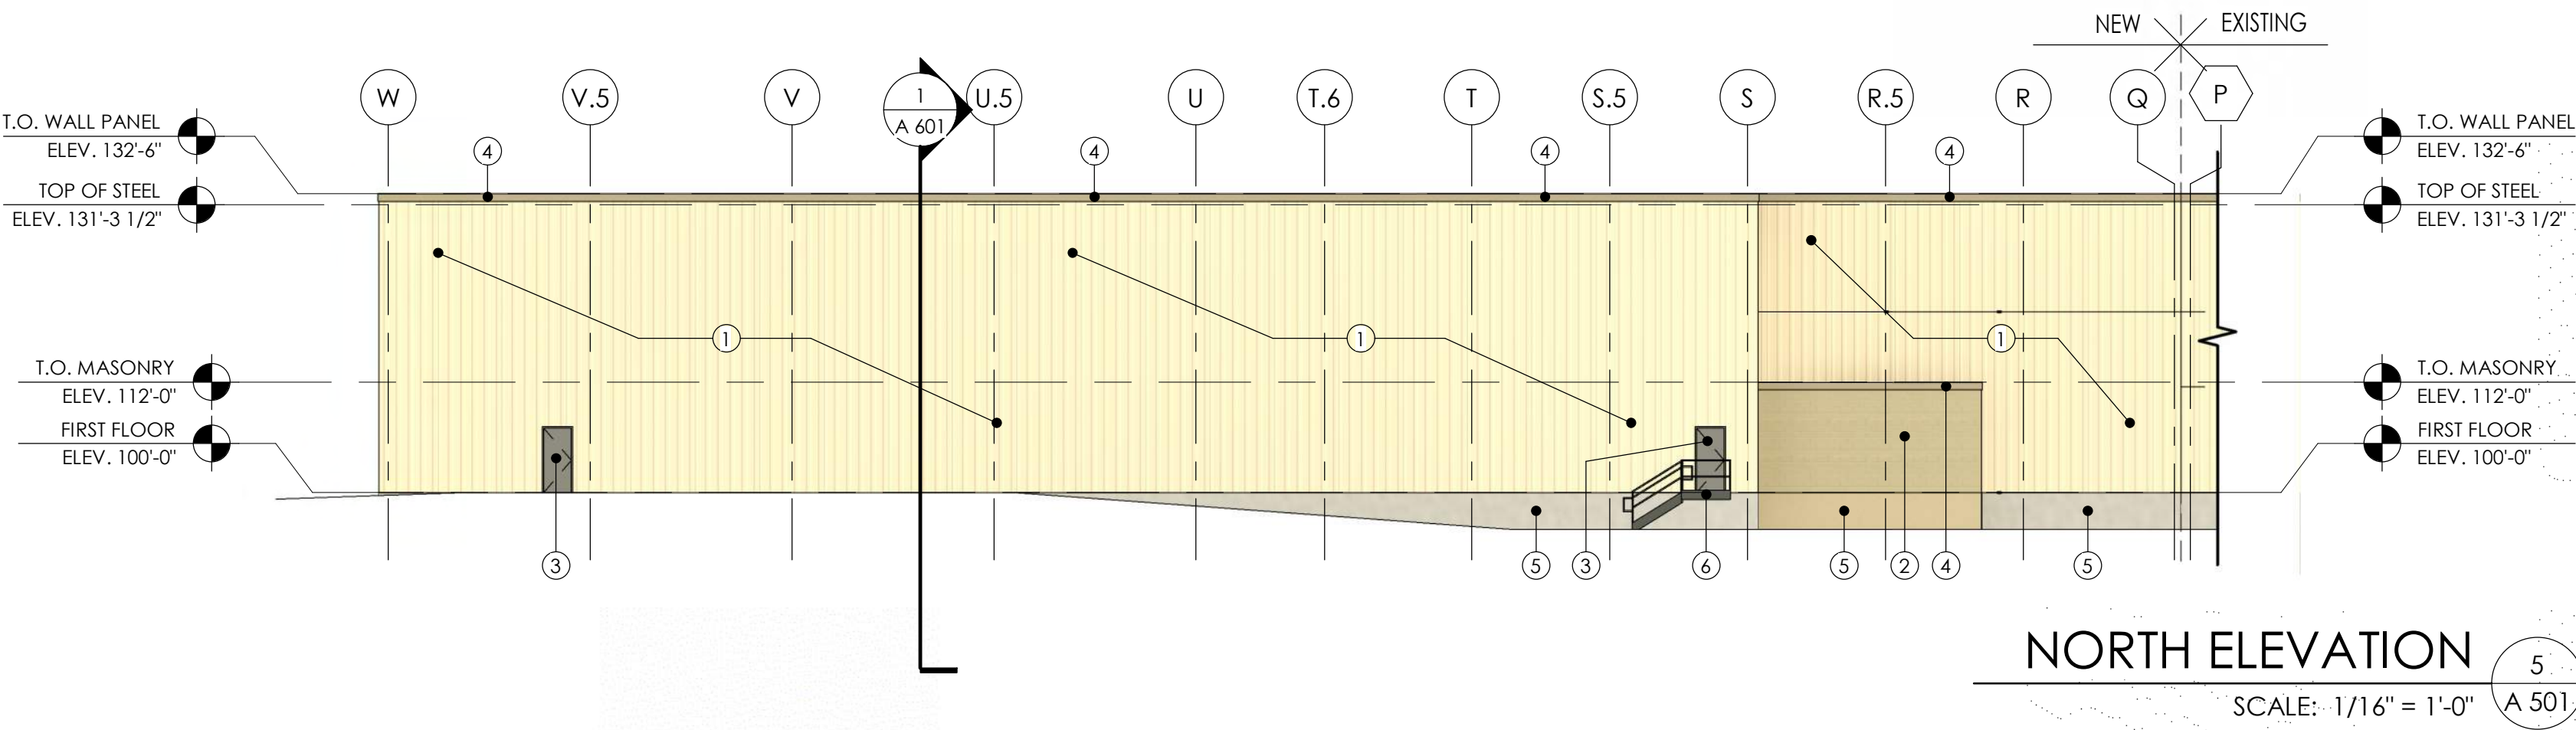 NEW EXISTING
W V.5 V 1 U.5 U T.6 T S.5 S R.5 R Q P
A 601
T.O. WALL PANEL
ELEV. 132'-6"
TOP OF STEEL
ELEV. 131'-3 1/2"
T.O. MASONRY
ELEV. 112'-0"
FIRST FLOOR
ELEV. 100'-0"
4 4 4 4
1 1 1
3 5 3 6 5 2 4 5
T.O. WALL PANEL
ELEV. 132'-6"
TOP OF STEEL
ELEV. 131'-3 1/2"
T.O. MASONRY
ELEV. 112'-0"
FIRST FLOOR
ELEV. 100'-0"
NORTH ELEVATION 5
SCALE: 1/16" = 1'-0" A 501